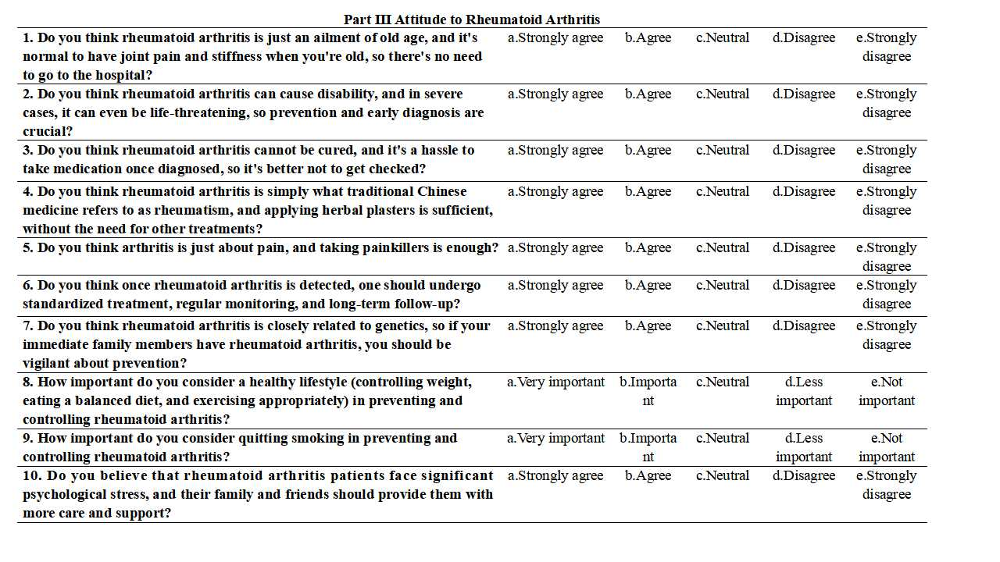 Part III Attitude to Rheumatoid Arthritis
1. Do you think rheumatoid arthritis is just an ailment of old age, and it's a.Strongly agree b.Agree c.Neutral d.Disagree e.Strongly
normal to have joint pain and stiffness when you're old, so there's no need disagree
to go to the hospital?
2. Do you think rheumatoid arthritis can cause disability, and in severe a.Strongly agree b.Agree c.Neutral d.Disagree e.Strongly
cases, it can even be life-threatening, so prevention and early diagnosis are disagree
crucial?
3. Do you think rheumatoid arthritis cannot be cured, and it's a hassle to a.Strongly agree b.Agree c.Neutral d.Disagree e.Strongly
take medication once diagnosed, so it's better not to get checked? disagree
4. Do you think rheumatoid arthritis is simply what traditional Chinese a.Strongly agree b.Agree c.Neutral d.Disagree e.Strongly
medicine refers to as rheumatism, and applying herbal plasters is sufficient, disagree
without the need for other treatments?
5. Do you think arthritis is just about pain, and taking painkillers is enough? a.Strongly agree b.Agree c.Neutral d.Disagree e.Strongly
disagree
6. Do you think once rheumatoid arthritis is detected, one should undergo a.Strongly agree b.Agree c.Neutral d.Disagree e.Strongly
standardized treatment, regular monitoring, and long-term follow-up? disagree
7. Do you think rheumatoid arthritis is closely related to genetics, so if your a.Strongly agree b.Agree c.Neutral d.Disagree e.Strongly
immediate family members have rheumatoid arthritis, you should be disagree
vigilant about prevention?
8. How important do you consider a healthy lifestyle (controlling weight, a.Very important b.Importa c.Neutral d.Less e.Not
eating a balanced diet, and exercising appropriately) in preventing and nt important important
controlling rheumatoid arthritis?
9. How important do you consider quitting smoking in preventing and a.Very important b.Importa c.Neutral d.Less e.Not
controlling rheumatoid arthritis? nt important important
10. Do you believe that rheumatoid arthritis patients face significant a.Strongly agree b.Agree c.Neutral d.Disagree e.Strongly
psychological stress, and their family and friends should provide them with disagree
more care and support?